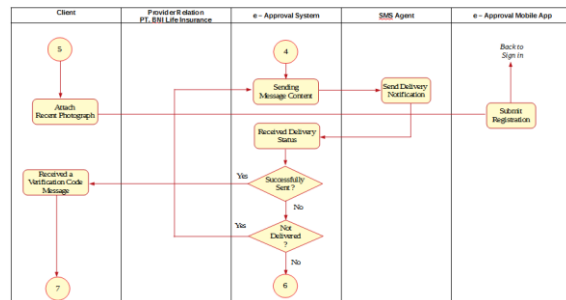 Client
Provider Relation
PT. BNI Life Insurance
e – Approval System
SMS Agent
e – Approval Mobile App
5
4
Back to
Sign in
Sending
Message Content
Send Delivery
Notification
Attach
Recent Photograph
Submit
Registration
Received Delivery
Status
Received a
Verification Code
Message
Yes
Successfully
Sent ?
No
Yes
Not
Delivered
?
No
7
6